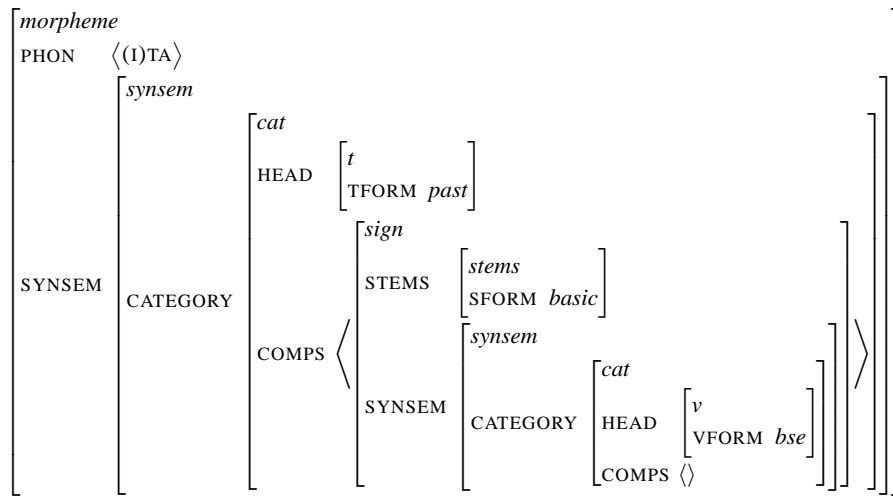 morpheme
PHON ⟨(I)TA⟩
synsem
cat
HEAD t
TFORM past
sign
STEMS stems
SFORM basic
SYNSEM CATEGORY COMPS ⟨ ⟩
synsem
SYNSEM CATEGORY cat
HEAD v
VFORM bse
COMPS ⟨⟩